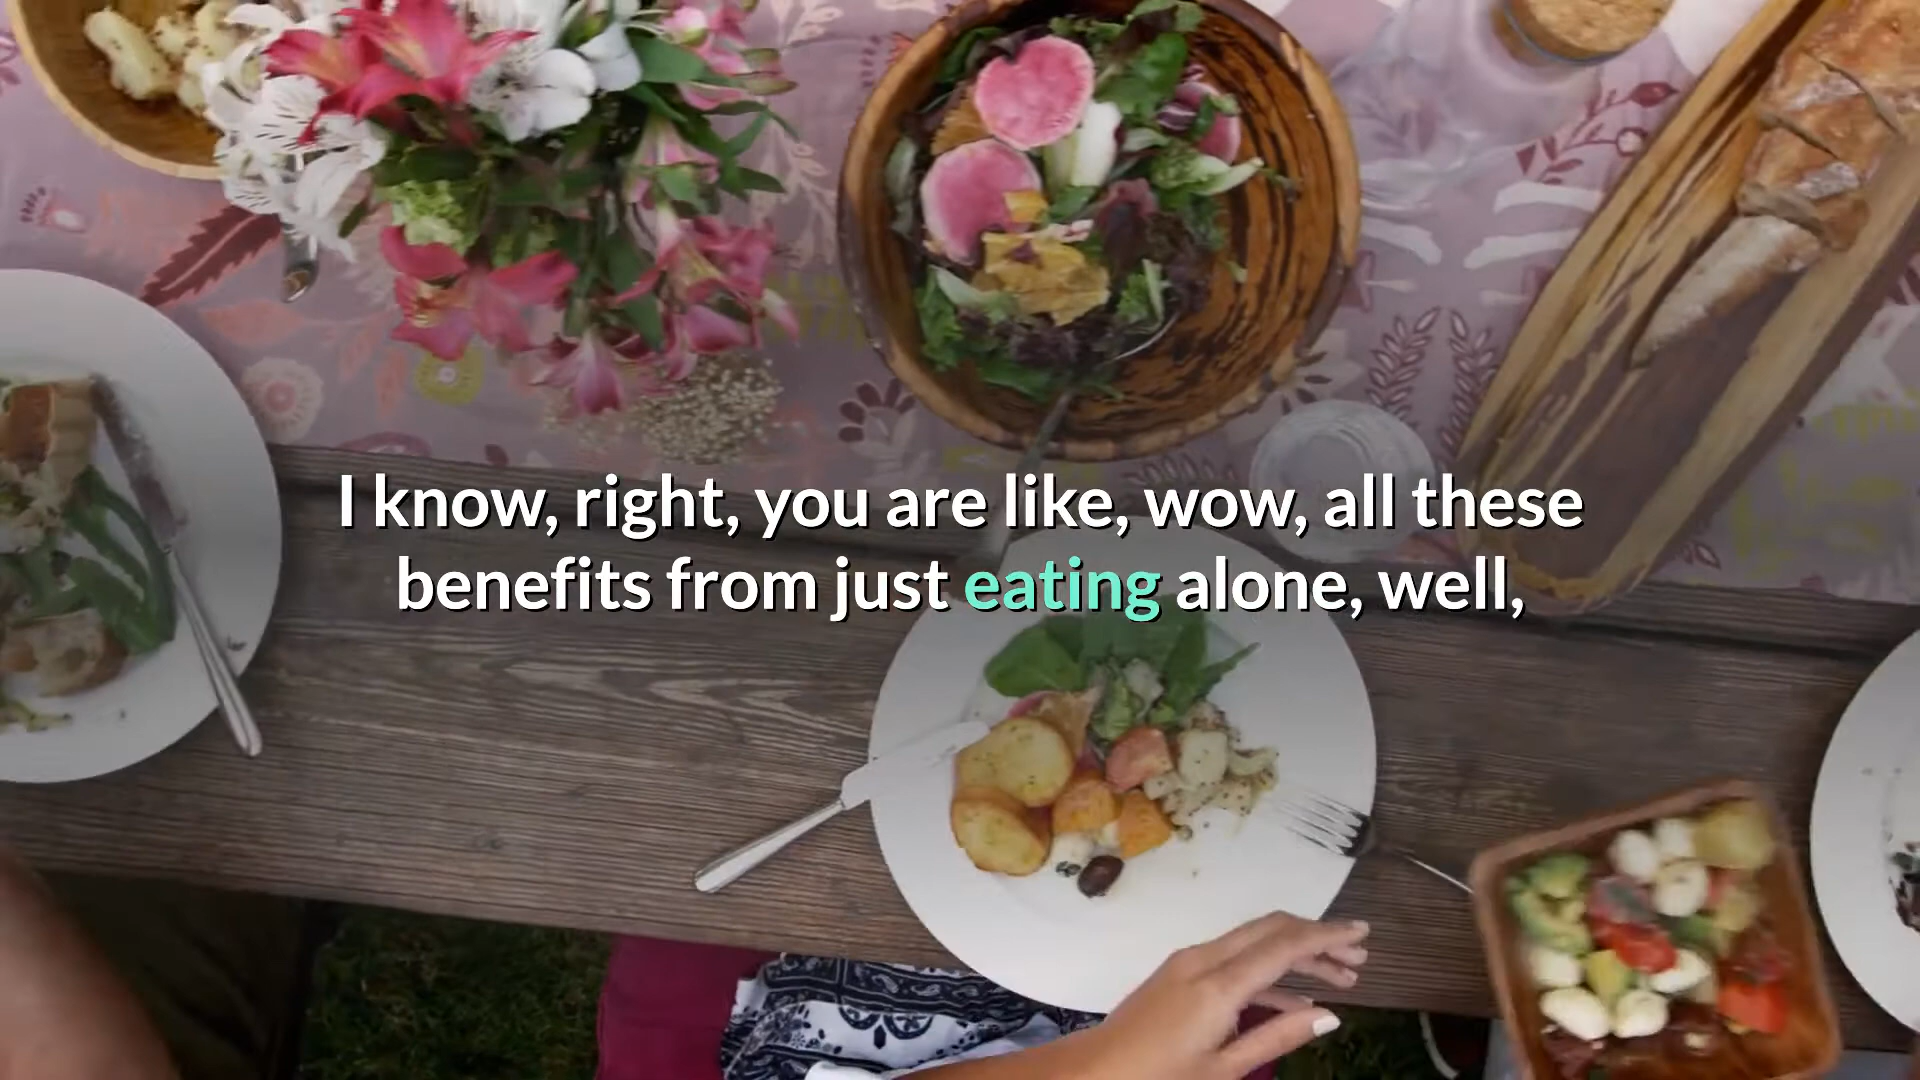 I know, right, you are like, wow, all these
benefits from just eating alone, well,